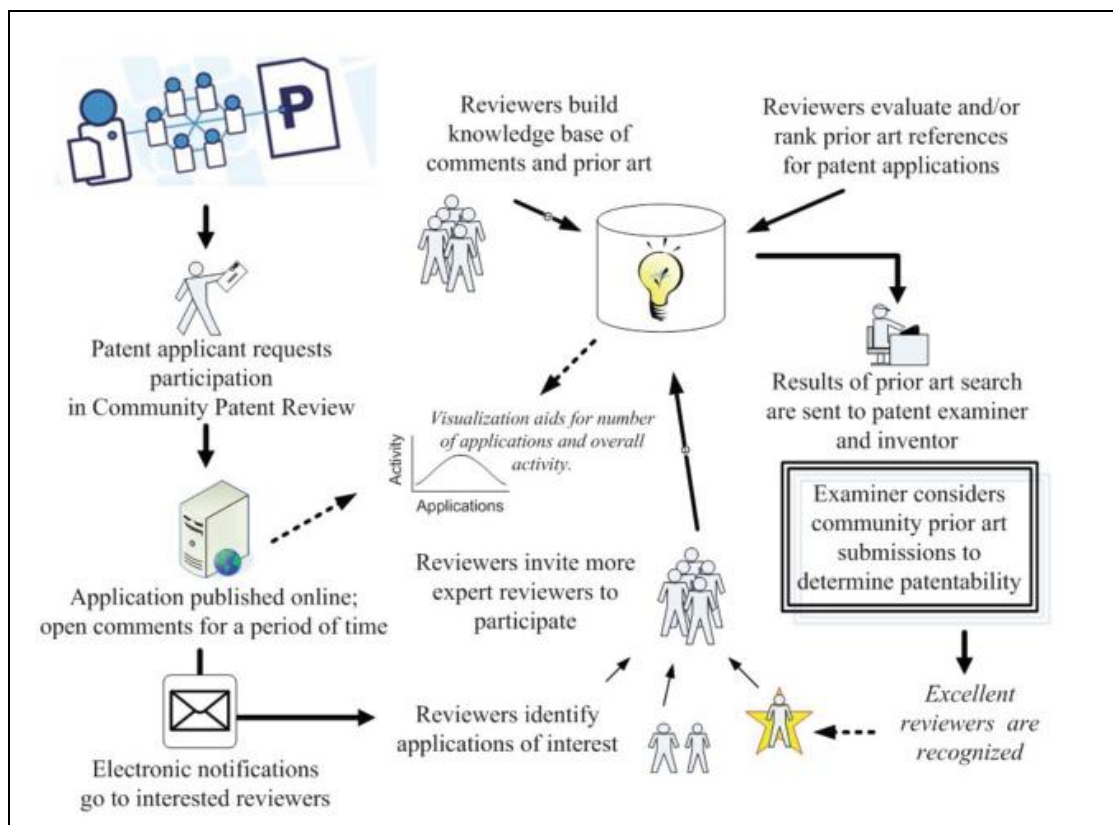 P
Patent applicant requests
participation
in Community Patent Review
Application published online;
open comments for a period of time
Electronic notifications
go to interested reviewers
Reviewers identify
applications of interest
Reviewers invite more
expert reviewers to
participate
Reviewers build
knowledge base of
comments and prior art
Reviewers evaluate and/or
rank prior art references
for patent applications
Visualization aids for number
of applications and overall
activity.
Activity
Applications
Results of prior art search
are sent to patent examiner
and inventor
Examiner considers
community prior art
submissions to
determine patentability
Excellent
reviewers are
recognized